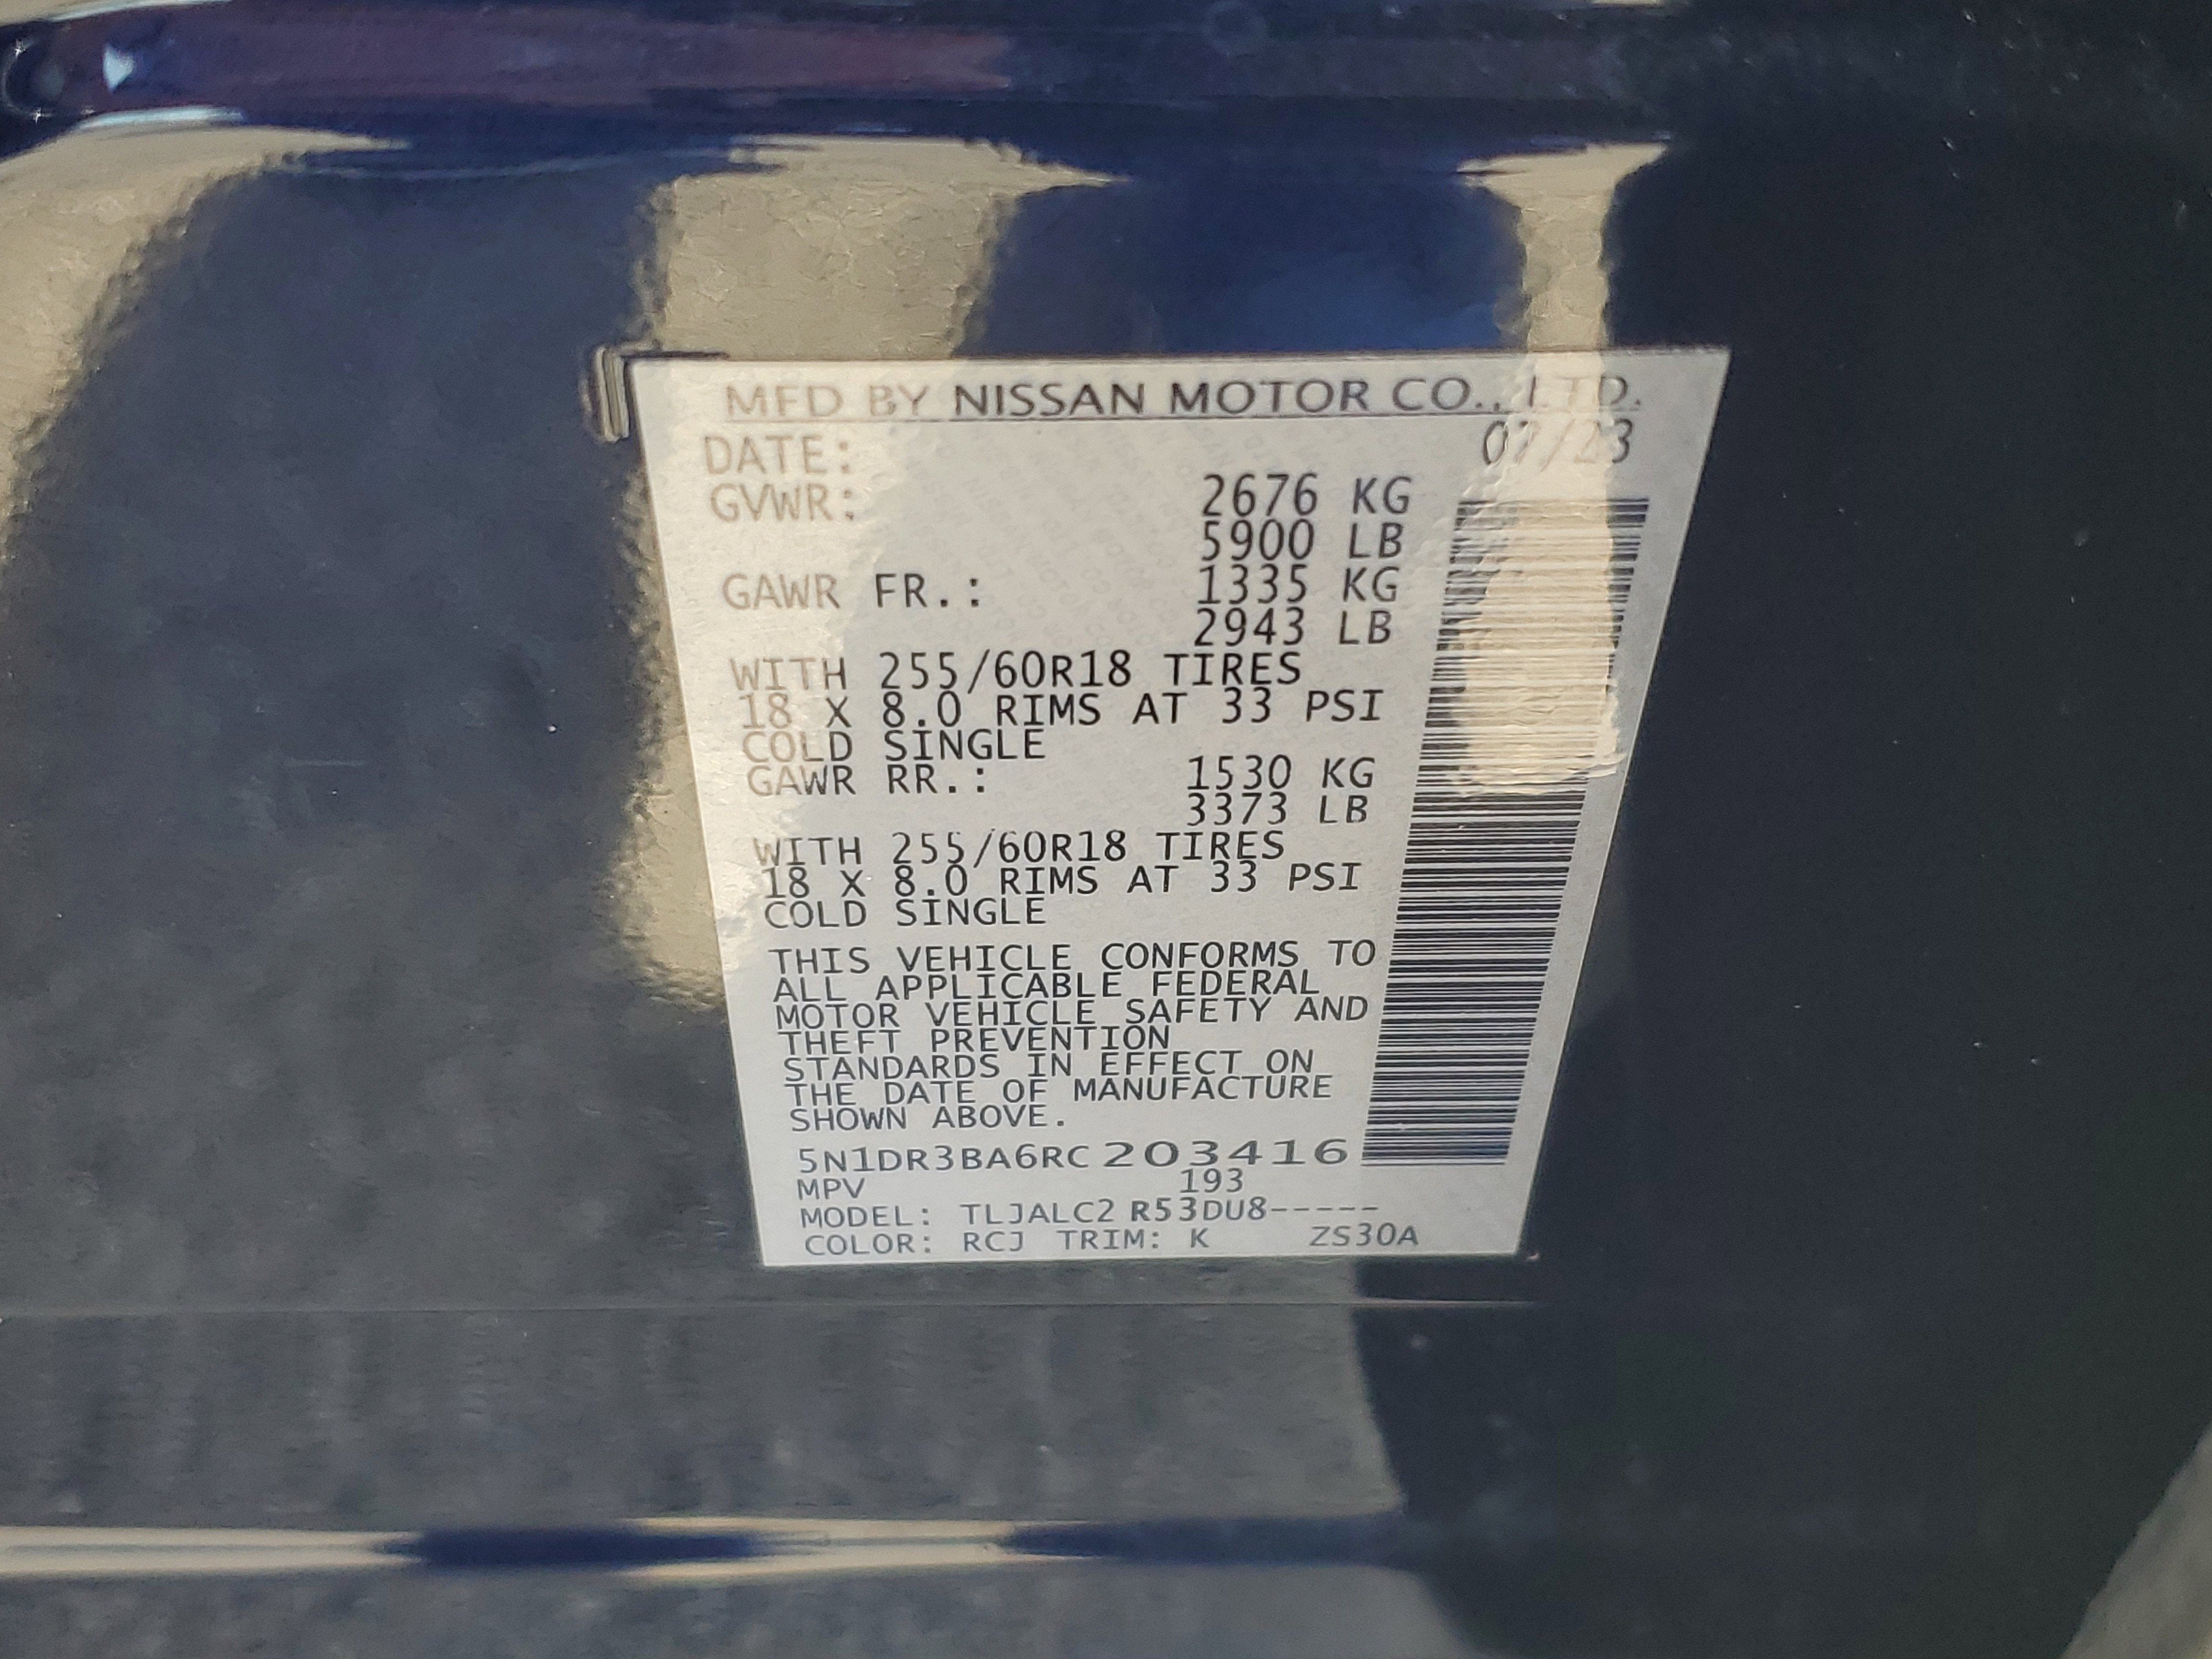 MFD BY NISSAN MOTOR CO., LTD.
DATE: 07/23
GVWR: 2676 KG
5900 LB
GAWR FR.: 1335 KG
2943 LB
WITH 255/60R18 TIRES
18 X 8.0 RIMS AT 33 PSI
COLD SINGLE
GAWR RR.: 1530 KG
3373 LB
WITH 255/60R18 TIRES
18 X 8.0 RIMS AT 33 PSI
COLD SINGLE
THIS VEHICLE CONFORMS TO
ALL APPLICABLE FEDERAL
MOTOR VEHICLE SAFETY AND
THEFT PREVENTION
STANDARDS IN EFFECT ON
THE DATE OF MANUFACTURE
SHOWN ABOVE.
5N1DR3BA6RC203416
MPV 193
MODEL: TLJALC2 R53DU8-----
COLOR: RCJ TRIM: K ZS30A